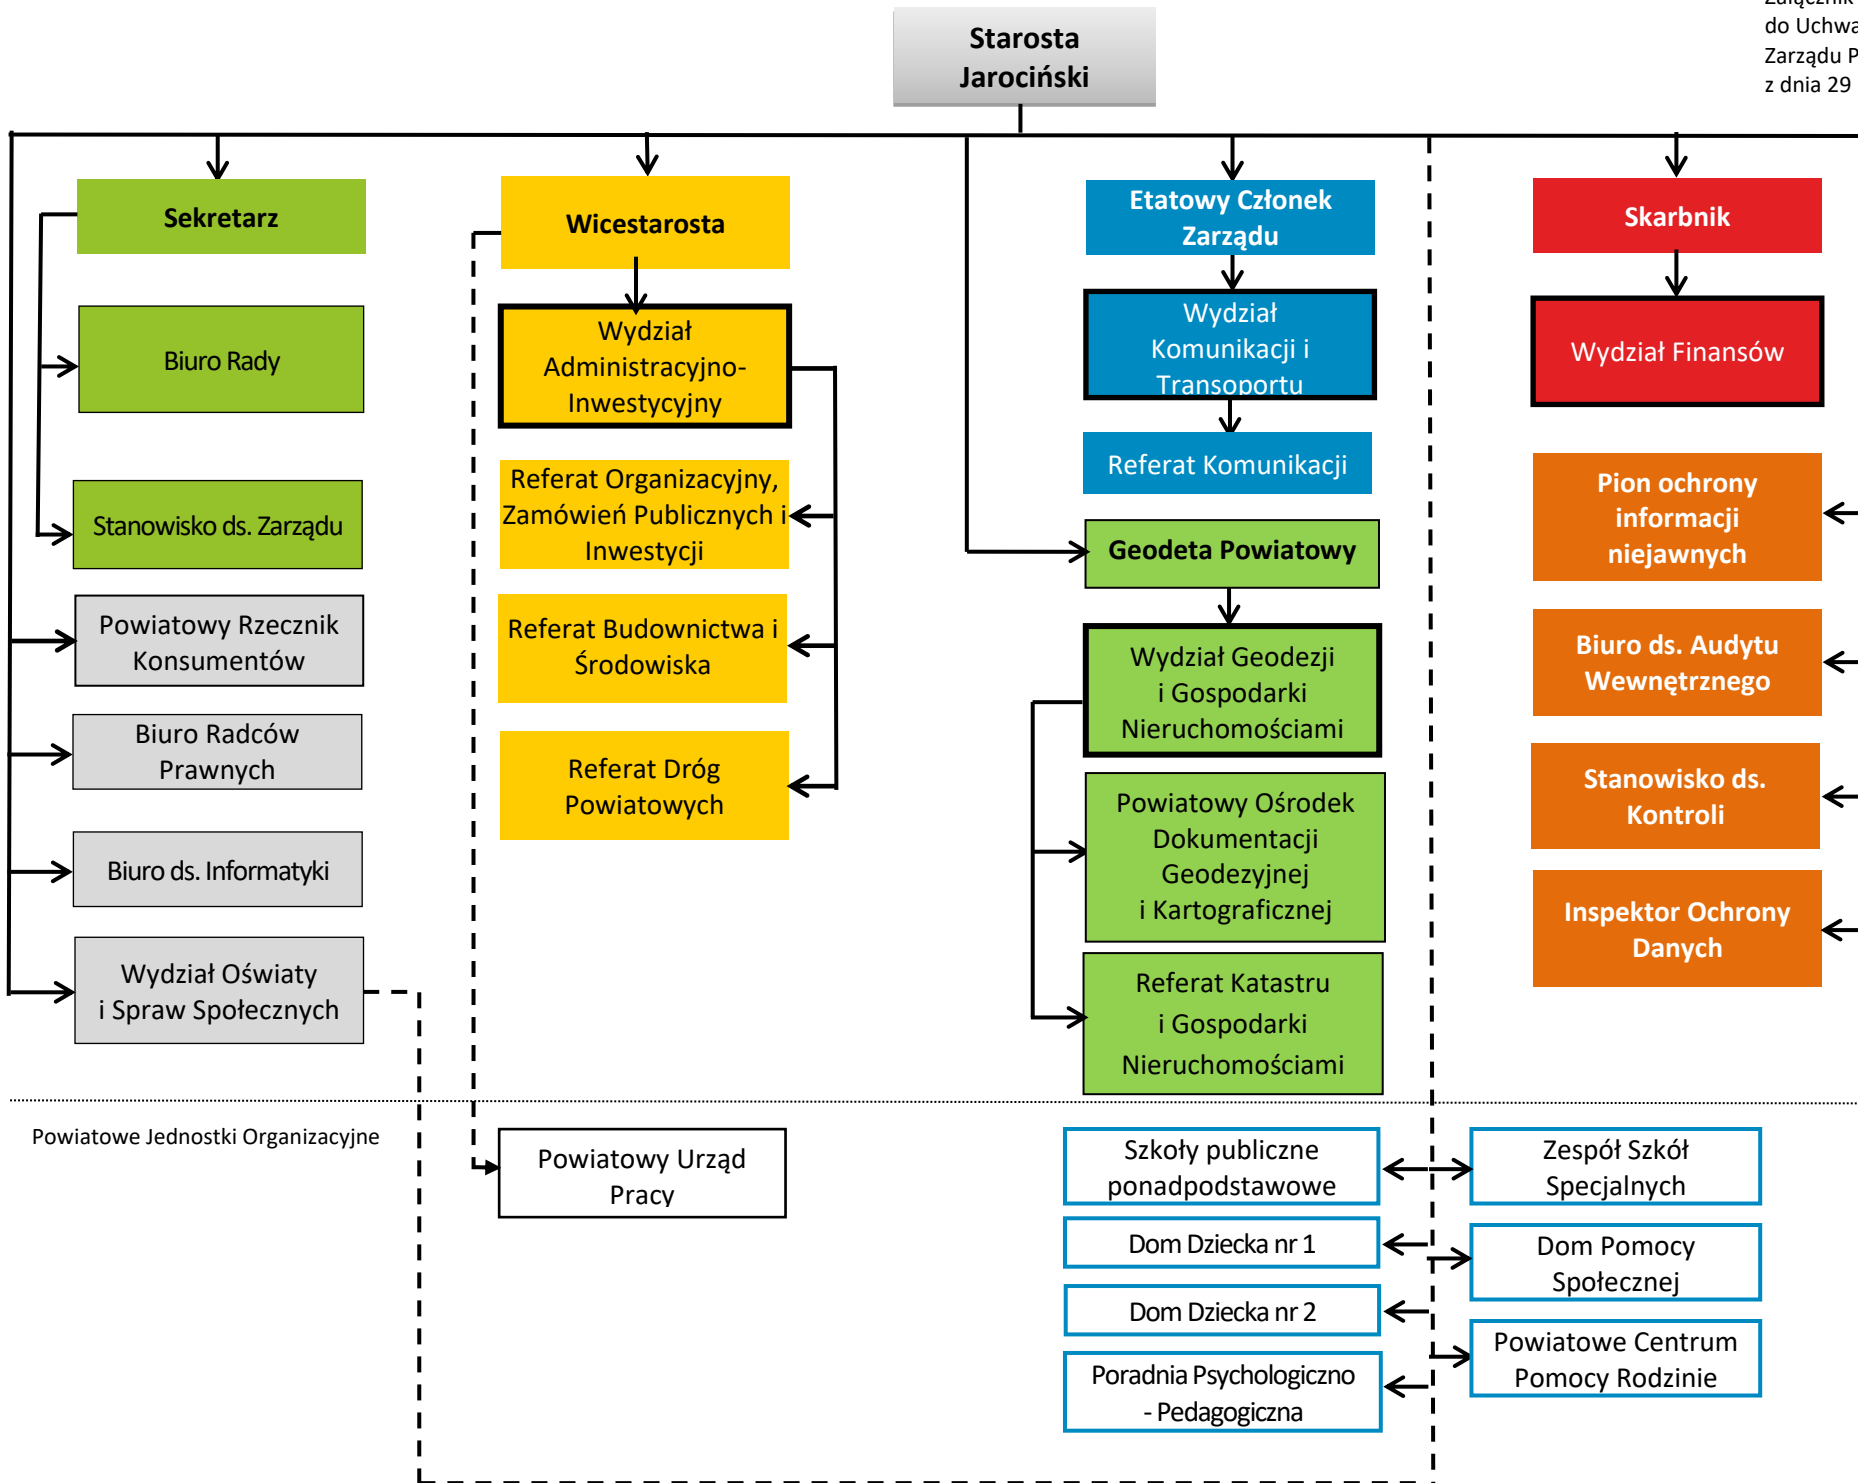 Starosta
Jarociński
do
Zarządu
z dnia 29
Sekretarz
Biuro Rady
Stanowisko ds. Zarządu
Powiatowy Rzecznik
Konsumentów
Biuro Radców
Prawnych
Biuro ds. Informatyki
Wydział Oświaty
i Spraw Społecznych
Wicestarosta
Wydział
Administracyjno-
Inwestycyjny
Referat Organizacyjny,
Zamówień Publicznych i
Inwestycji
Referat Budownictwa i
Środowiska
Referat Dróg
Powiatowych
Etatowy Członek
Zarządu
Wydział
Komunikacji i
Transoportu
Referat Komunikacji
Geodeta Powiatowy
Wydział Geodezji
i Gospodarki
Nieruchomościami
Powiatowy Ośrodek
Dokumentacji
Geodezyjnej
i Kartograficznej
Referat Katastru
i Gospodarki
Nieruchomościami
Skarbnik
Wydział Finansów
Pion ochrony
informacji
niejawnych
Biuro ds. Audytu
Wewnętrznego
Stanowisko ds.
Kontroli
Inspektor Ochrony
Danych
Powiatowe Jednostki Organizacyjne
Powiatowy Urząd
Pracy
Szkoły publiczne
ponadpodstawowe
Dom Dziecka nr 1
Dom Dziecka nr 2
Poradnia Psychologiczno
- Pedagogiczna
Zespół Szkół
Specjalnych
Dom Pomocy
Społecznej
Powiatowe Centrum
Pomocy Rodzinie